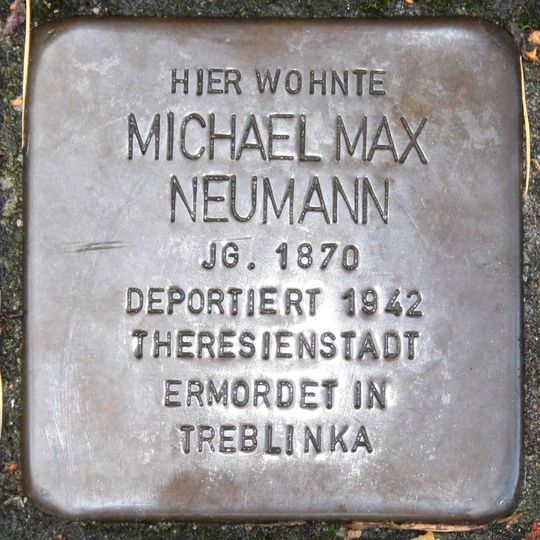 HIER WOHNTE
MICHAEL MAX
NEUMANN
JG. 1870
DEPORTIERT 1942
THERESIENSTADT
ERMORDET IN
TREBLINKA